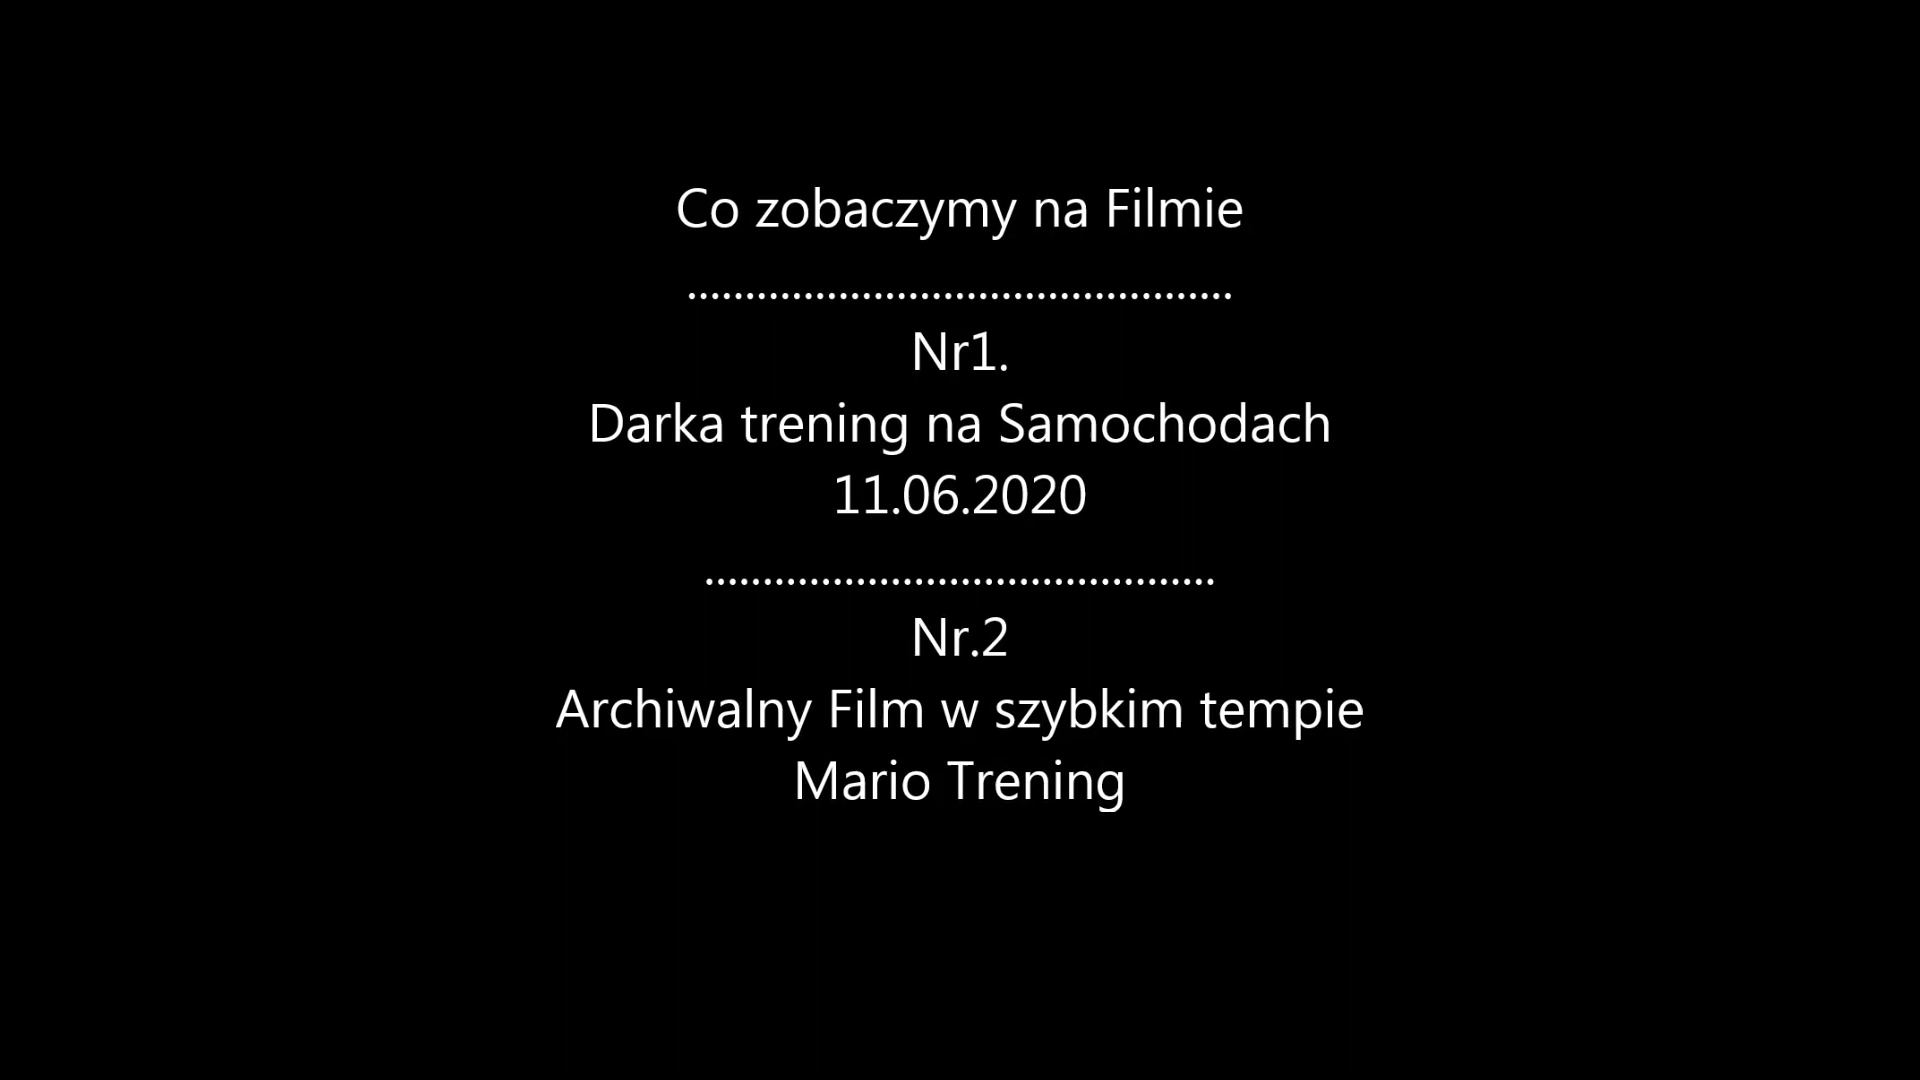 Co zobaczymy na Filmie
...............................................
Nr1.
Darka trening na Samochodach
11.06.2020
............................................
Nr.2
Archiwalny Film w szybkim tempie
Mario Trening